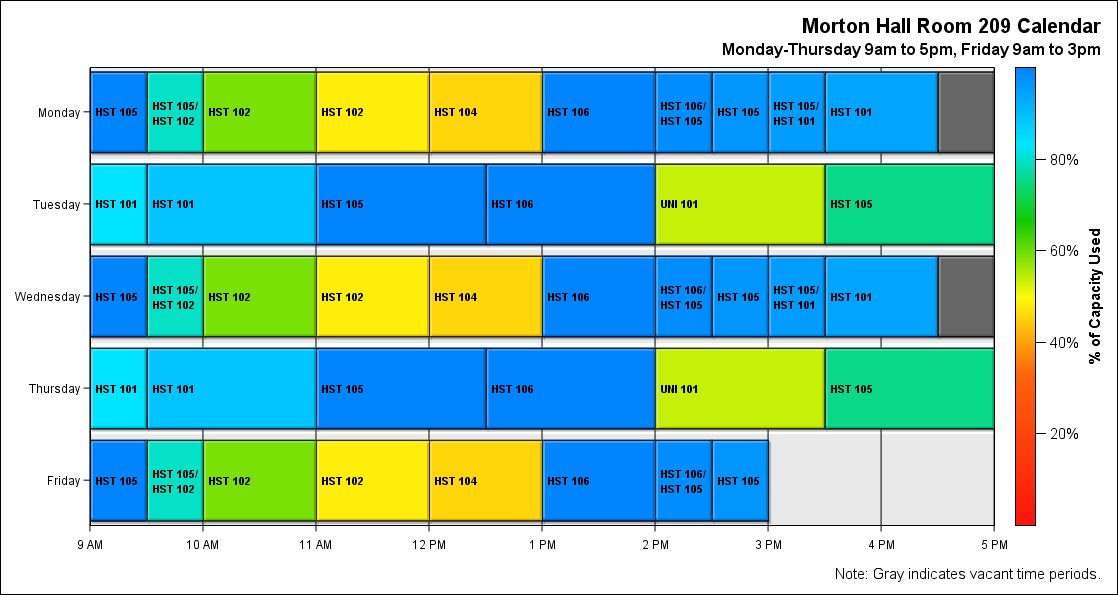 Morton Hall Room 209 Calendar
Monday-Thursday 9am to 5pm, Friday 9am to 3pm
Monday
HST 105
HST 105/
HST 102
HST 102
HST 102
HST 104
HST 106
HST 106/
HST 105
HST 105
HST 105/
HST 101
HST 101
Tuesday
HST 101
HST 101
HST 105
HST 106
UNI 101
HST 105
Wednesday
HST 105
HST 105/
HST 102
HST 102
HST 102
HST 104
HST 106
HST 106/
HST 105
HST 105
HST 105/
HST 101
HST 101
Thursday
HST 101
HST 101
HST 105
HST 106
UNI 101
HST 105
Friday
HST 105
HST 105/
HST 102
HST 102
HST 102
HST 104
HST 106
HST 106/
HST 105
HST 105
9 AM
10 AM
11 AM
12 PM
1 PM
2 PM
3 PM
4 PM
5 PM
80%
60%
40%
20%
% of Capacity Used
Note: Gray indicates vacant time periods.